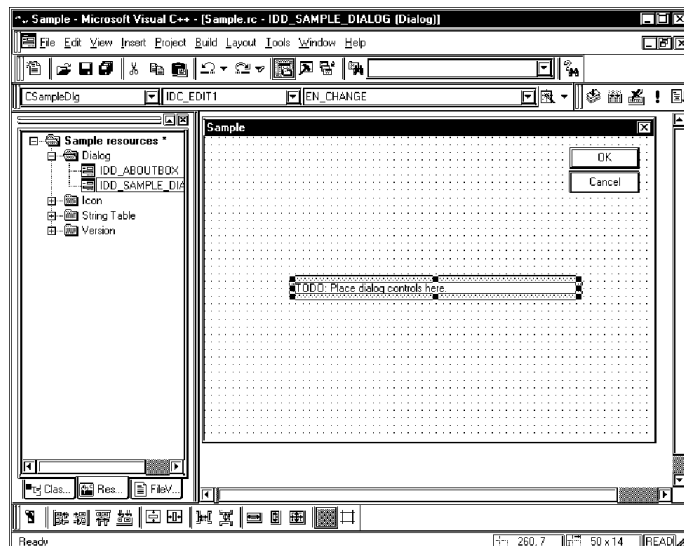 Sample - Microsoft Visual C++ - [Sample.rc - IDD_SAMPLE_DIALOG (Dialog)]
File Edit View Insert Project Build Layout Tools Window Help
CSampleDlg IDC_EDIT1 EN_CHANGE
Sample resources *
Dialog
IDD_ABOUTBOX
IDD_SAMPLE_DIA
Icon
String Table
Version
Sample
OK
Cancel
TODO: Place dialog controls here.
Clas... Res... FileV...
Ready 260, 7 50 x 14 READ